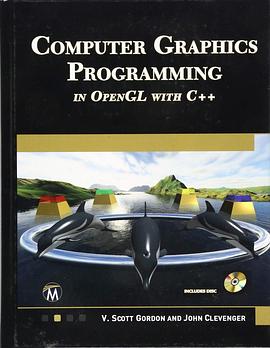 COMPUTER GRAPHICS
PROGRAMMING
IN OPENGL WITH C++
M
INCLUDES DISC
V. SCOTT GORDON AND JOHN CLEVENGER